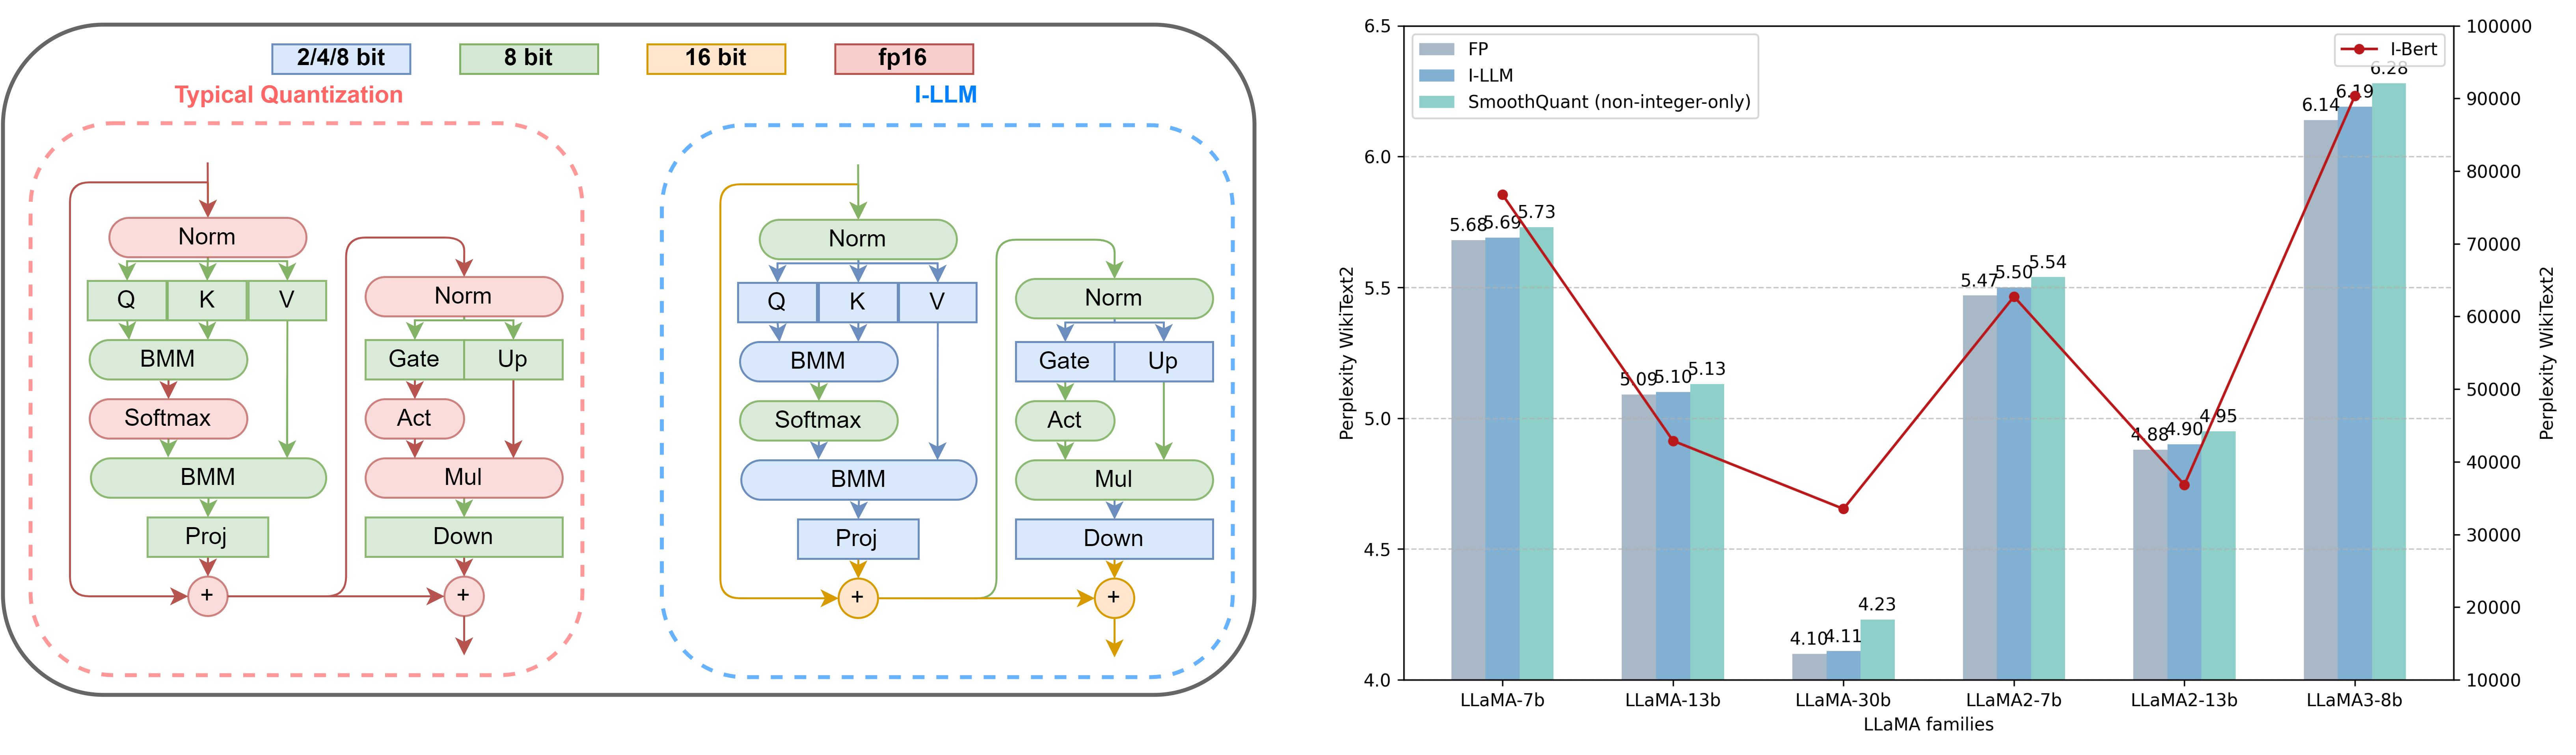 2/4/8 bit
8 bit
16 bit
fp16
Typical Quantization
I-LLM
Norm
Q K V
BMM
Softmax
BMM
Proj
+
Norm
Gate Up
Act
Mul
Down
+
Norm
Q K V
BMM
Softmax
BMM
Proj
+
Norm
Gate Up
Act
Mul
Down
+
Perplexity WikiText2
6.5
6.0
5.5
5.0
4.5
4.0
FP
I-LLM
SmoothQuant (non-integer-only)
I-Bert
5.68 5.69 5.73
5.09 5.10 5.13
4.10 4.11 4.23
5.47 5.50 5.54
4.88 4.90 4.95
6.14 6.19 6.28
LLaMA-7b LLaMA-13b LLaMA-30b LLaMA2-7b LLaMA2-13b LLaMA3-8b
LLaMA families
100000
90000
80000
70000
60000
50000
40000
30000
20000
10000
Perplexity WikiText2